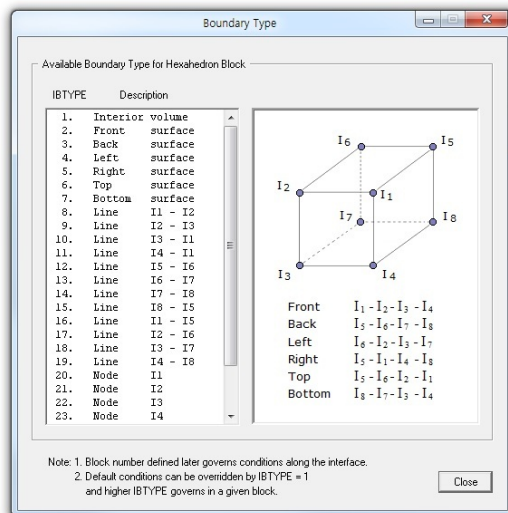 Boundary Type
Available Boundary Type for Hexahedron Block
IBTYPE Description
1. Interior volume
2. Front surface
3. Back surface
4. Left surface
5. Right surface
6. Top surface
7. Bottom surface
8. Line I1 - I2
9. Line I2 - I3
10. Line I3 - I1
11. Line I4 - I1
12. Line I5 - I6
13. Line I6 - I7
14. Line I7 - I8
15. Line I8 - I5
16. Line I1 - I5
17. Line I2 - I6
18. Line I3 - I7
19. Line I4 - I8
20. Node I1
21. Node I2
22. Node I3
23. Node I4
I6 I5
I2 I1
I7 I8
I3 I4
Front I1 - I2 - I3 - I4
Back I5 - I6 - I7 - I8
Left I6 - I2 - I3 - I7
Right I5 - I1 - I4 - I8
Top I5 - I6 - I2 - I1
Bottom I8 - I7 - I3 - I4
Note: 1. Block number defined later governs conditions along the interface.
2. Default conditions can be overridden by IBTYPE = 1
and higher IBTYPE governs in a given block.
Close